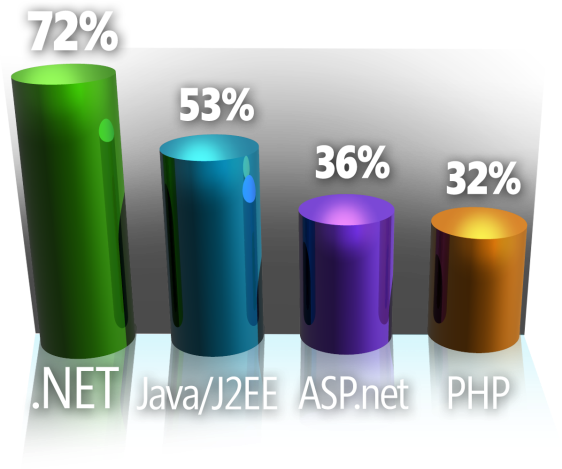 72%
53%
36%
32%
.NET
Java/J2EE
ASP.net
PHP